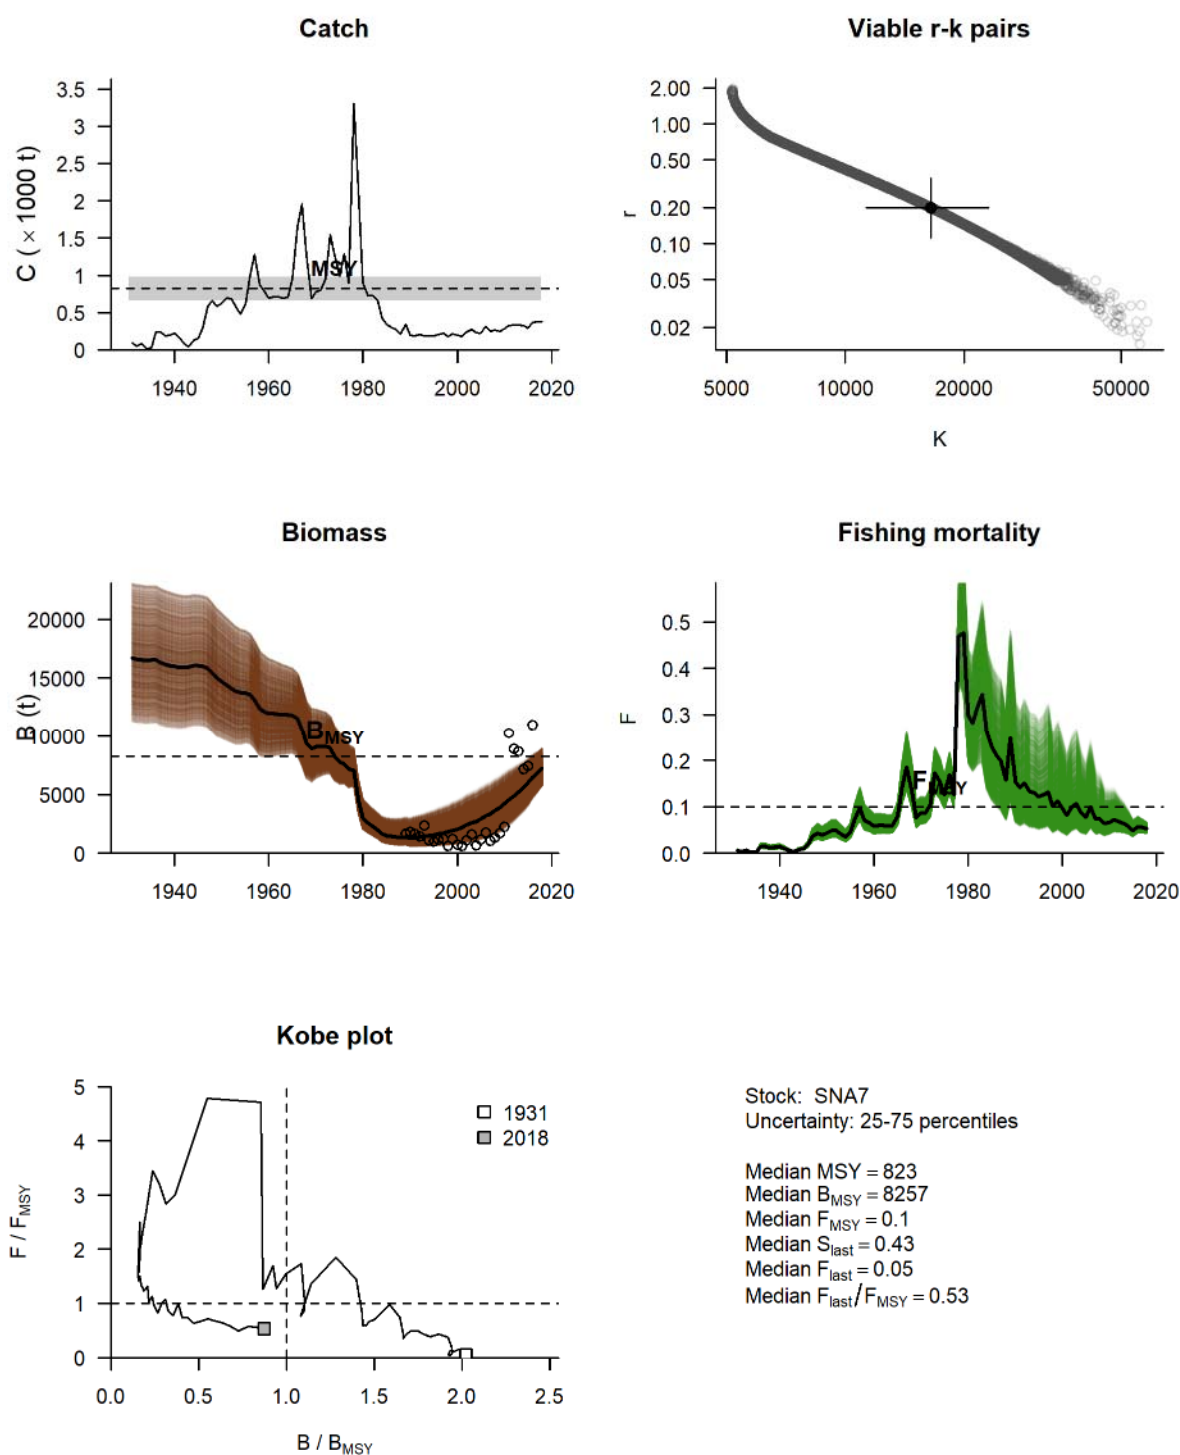 Catch
C ( × 1000 t)
3.5
3
2.5
2
1.5
1
0.5
0
MSY
1940 1960 1980 2000 2020
Viable r-k pairs
r
2.00
1.00
0.50
0.20
0.10
0.05
0.02
5000 10000 20000 50000
K
Biomass
B (t)
20000
15000
10000
5000
0
BMSY
1940 1960 1980 2000 2020
Fishing mortality
F
0.5
0.4
0.3
0.2
0.1
0.0
FMSY
1940 1960 1980 2000 2020
Kobe plot
F / FMSY
5
4
3
2
1
0
1931
2018
0.0 0.5 1.0 1.5 2.0 2.5
B / BMSY
Stock: SNA7
Uncertainty: 25-75 percentiles
Median MSY = 823
Median BMSY = 8257
Median FMSY = 0.1
Median Slast = 0.43
Median Flast = 0.05
Median Flast/FMSY = 0.53